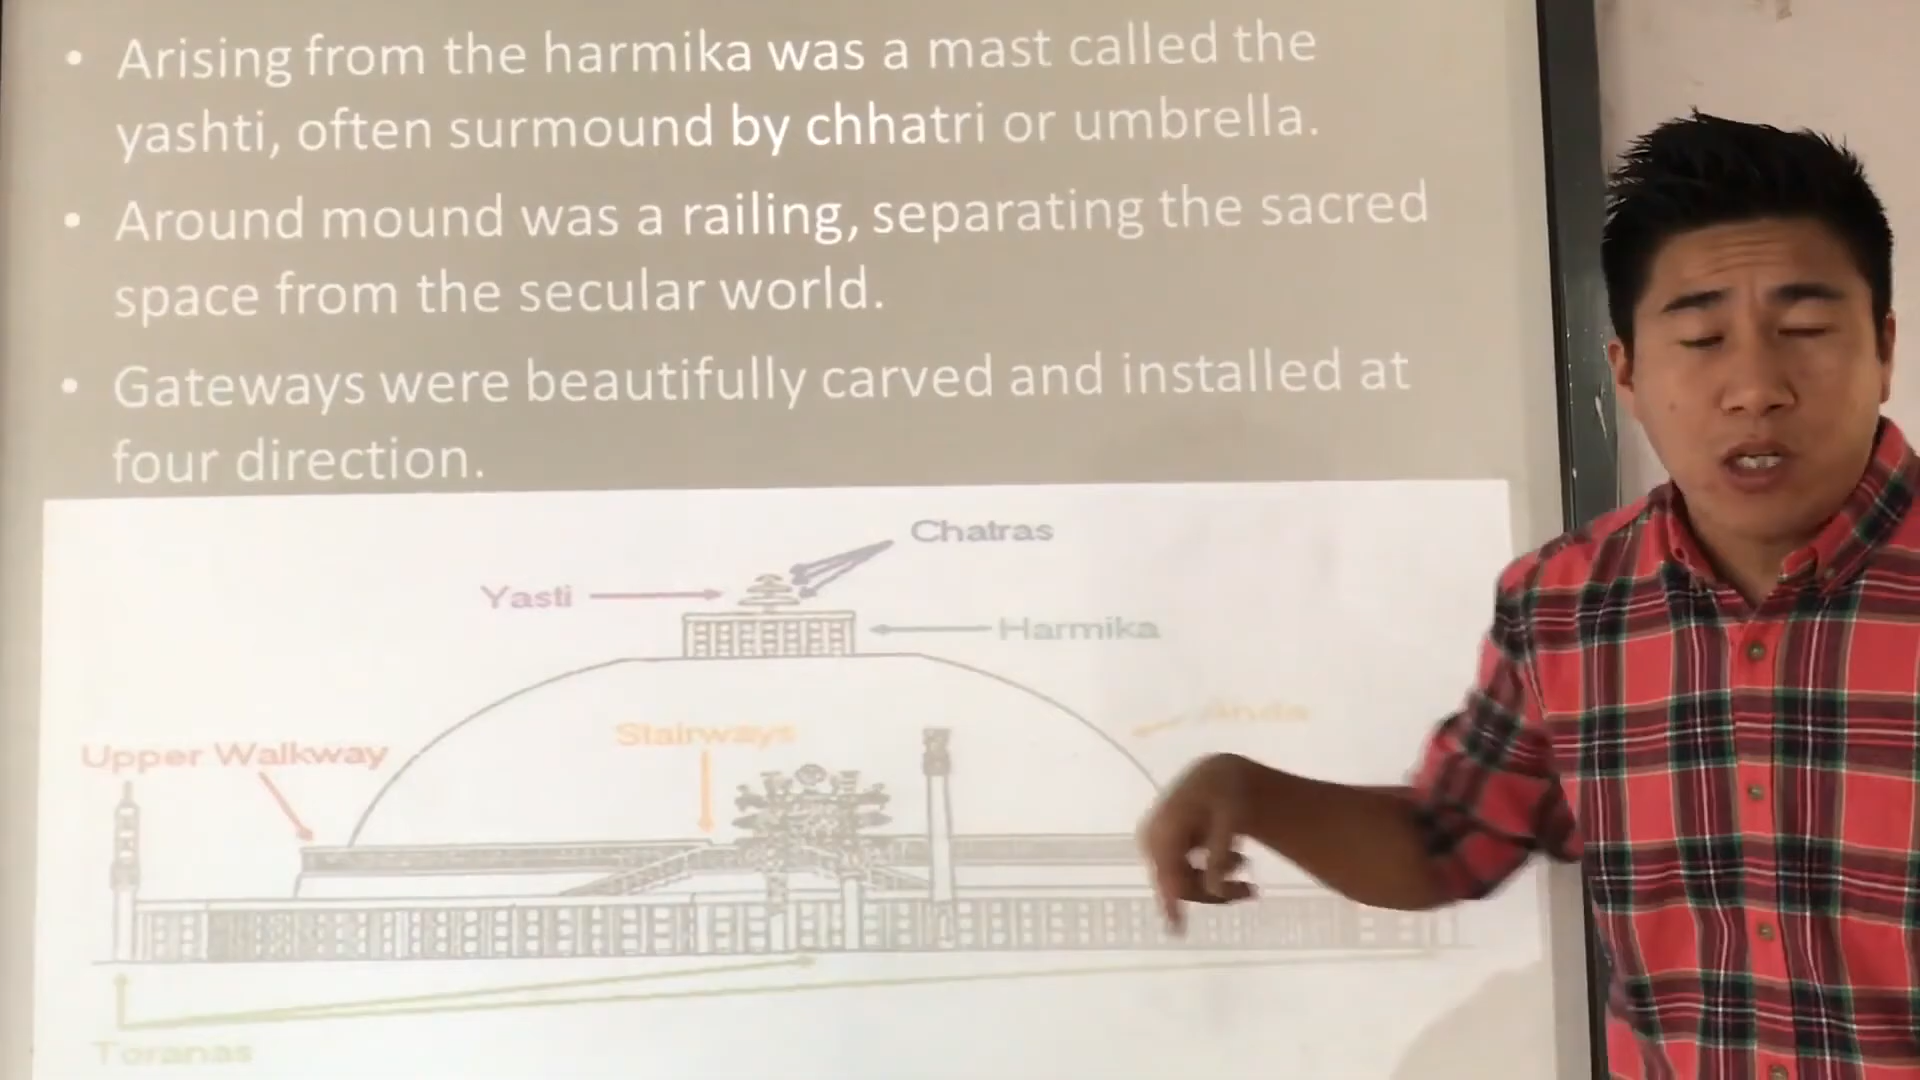 • Arising from the harmika was a mast called the
yashti, often surmound by chhatri or umbrella.
• Around mound was a railing, separating the sacred
space from the secular world.
• Gateways were beautifully carved and installed at
four direction.
Chatras
Yasti
Harmika
Anda
Stairways
Upper Walkway
Toranas